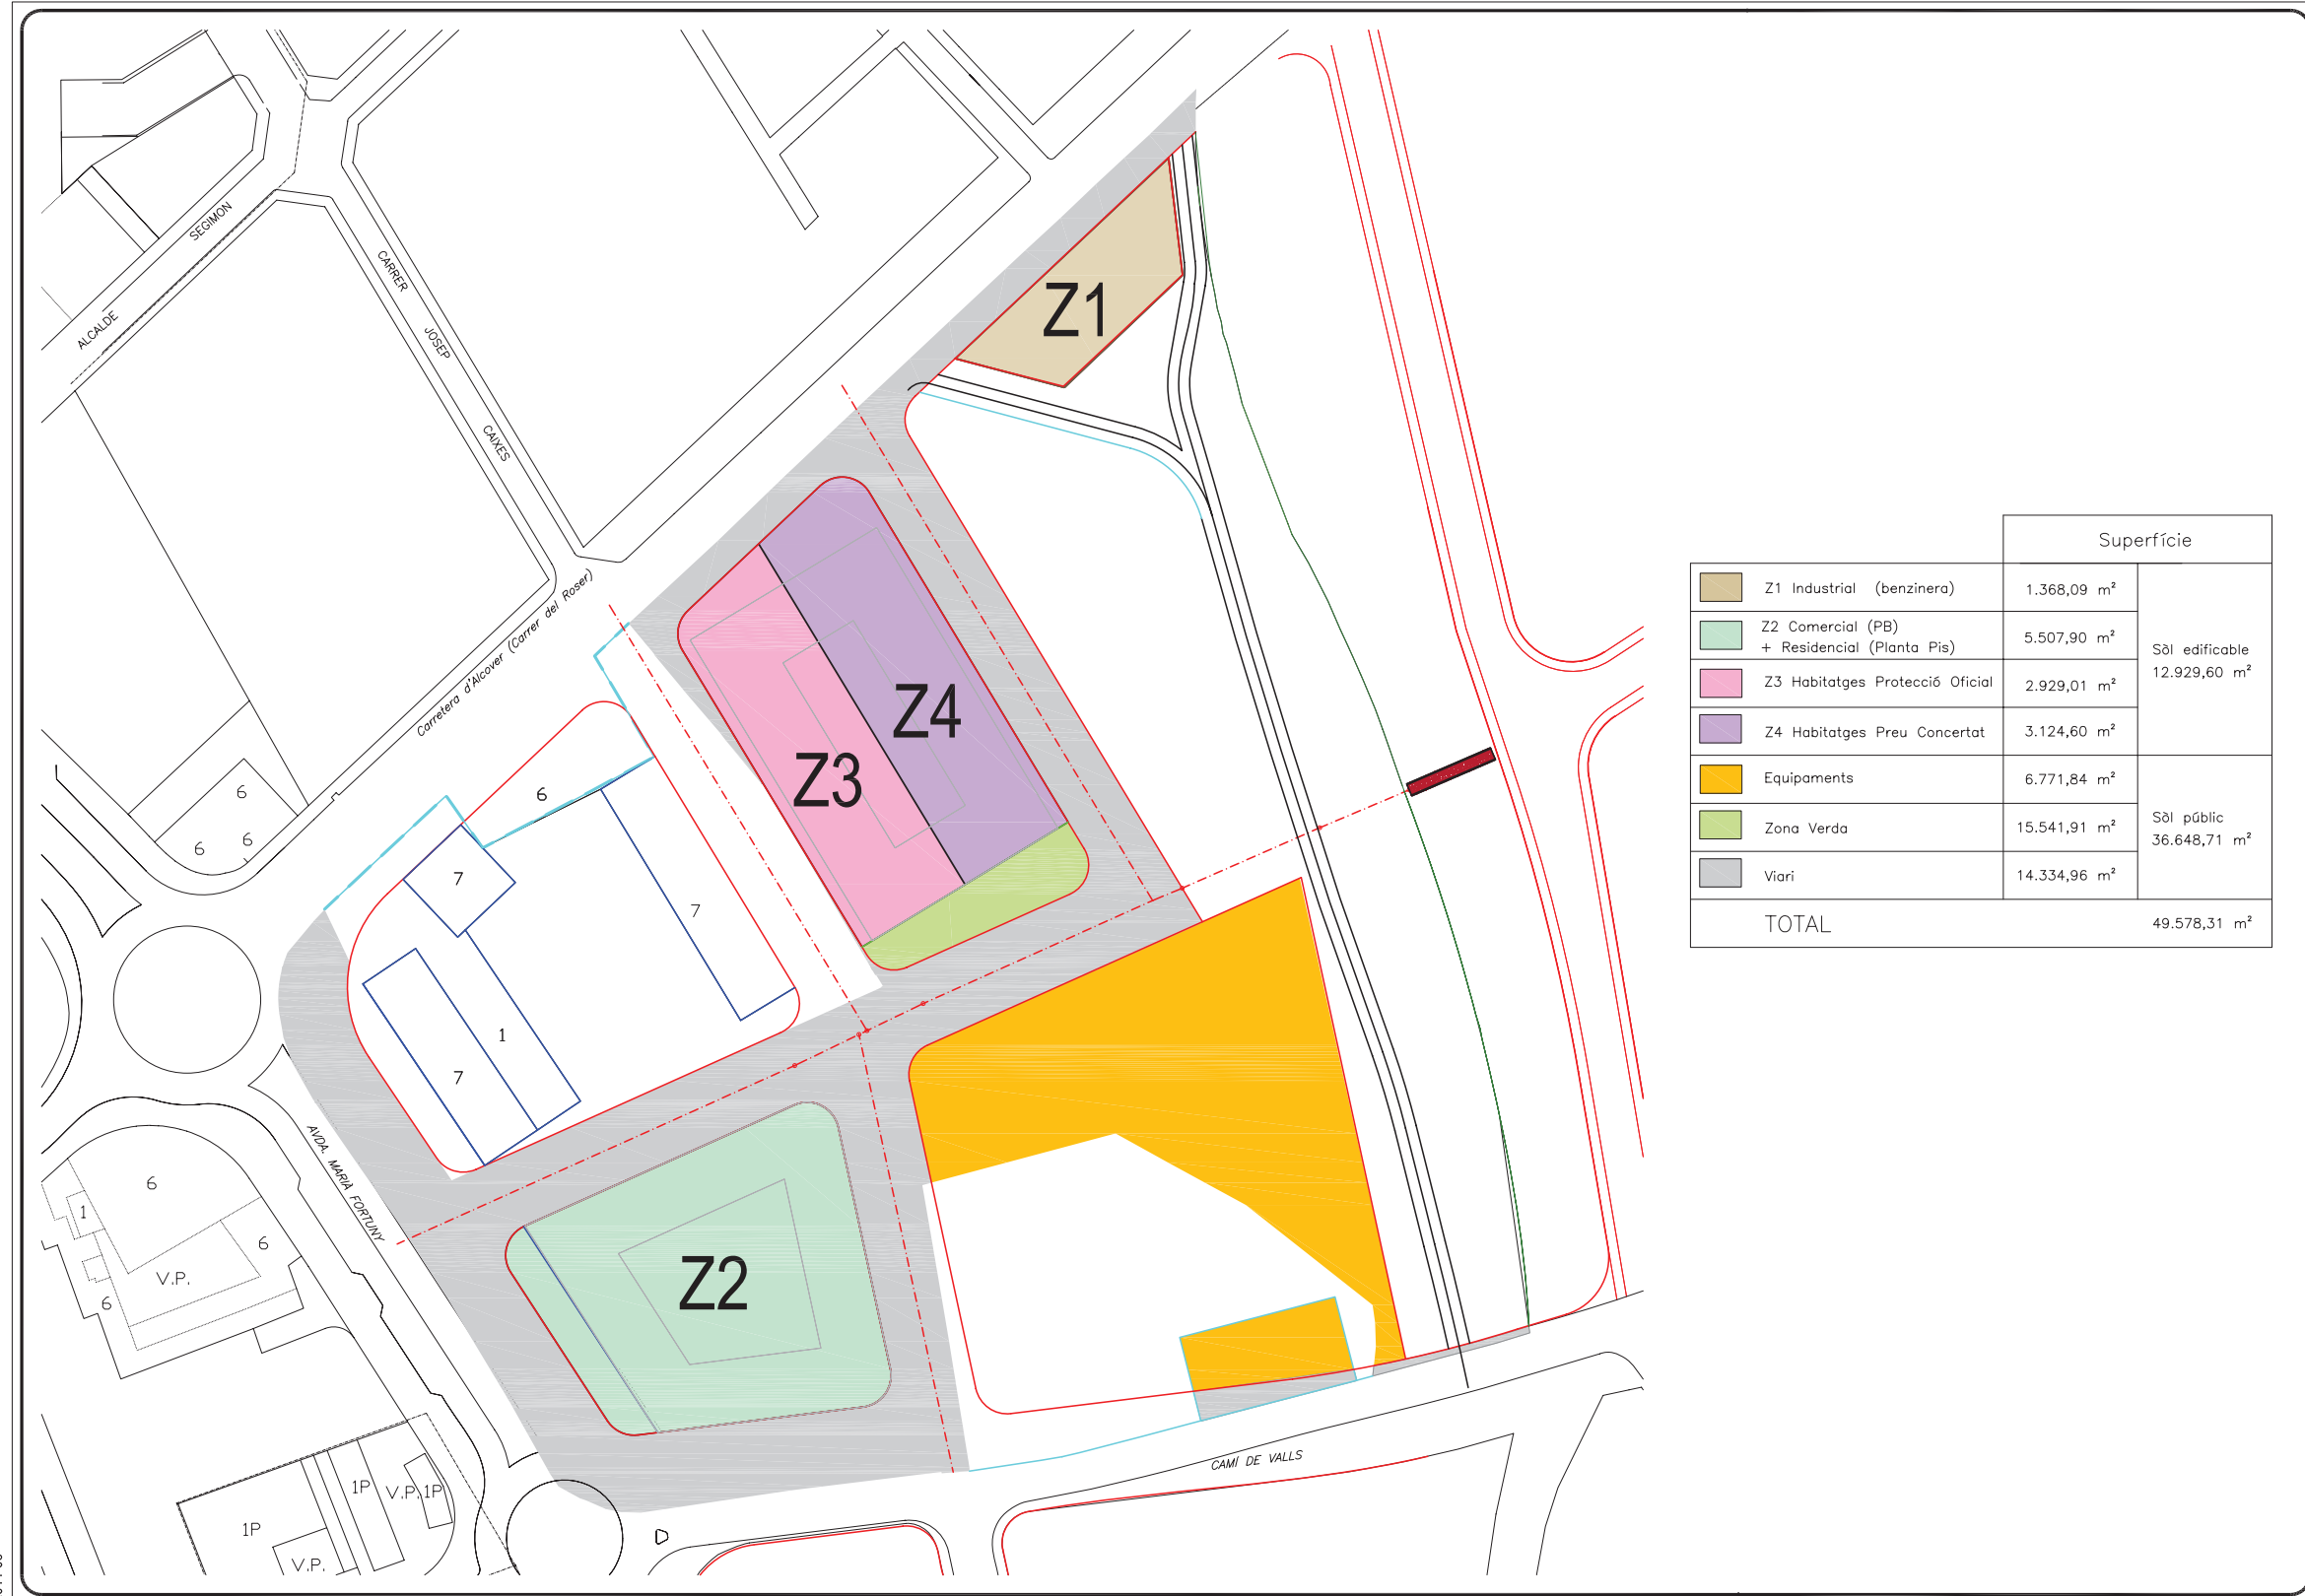 SEGIMON
ALCALDE
CARRER
JOSEP
CAIXES
Carretera d'Alcover (Carrer del Roser)
Z1
Z4
Z3
Z2
6
6
6
6
7
7
1
7
AVDA. MARIÀ FORTUNY
6
1
6
V.P.
6
1P
V.P.
1P
1P
V.P.
CAMÍ DE VALLS
Superfície
Z1 Industrial (benzinera) 1.368,09 m²
Z2 Comercial (PB)
+ Residencial (Planta Pis) 5.507,90 m²
Z3 Habitatges Protecció Oficial 2.929,01 m²
Z4 Habitatges Preu Concertat 3.124,60 m²
Sòl edificable
12.929,60 m²
Equipaments 6.771,84 m²
Zona Verda 15.541,91 m²
Viari 14.334,96 m²
Sòl públic
36.648,71 m²
TOTAL 49.578,31 m²